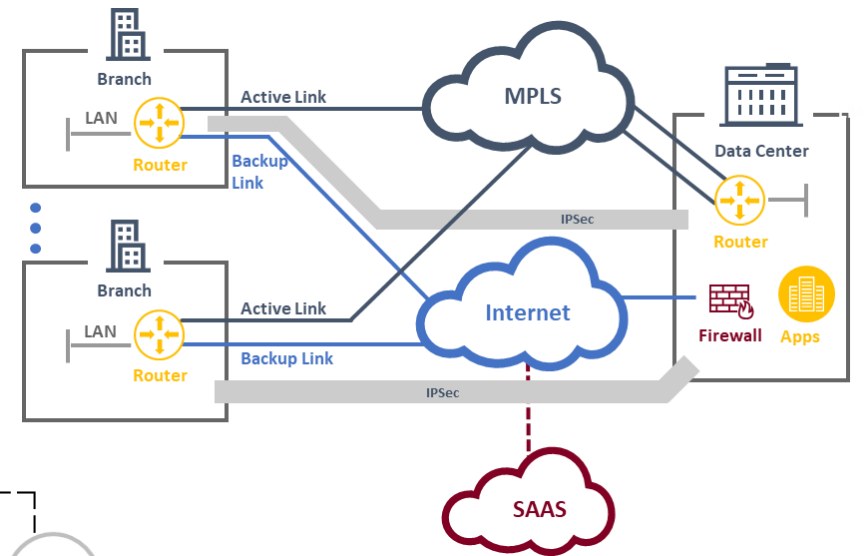 Branch
LAN
Router
Active Link
Backup
Link
MPLS
Data Center
Router
IPSec
Branch
LAN
Router
Active Link
Backup Link
Internet
Firewall
Apps
IPSec
SAAS